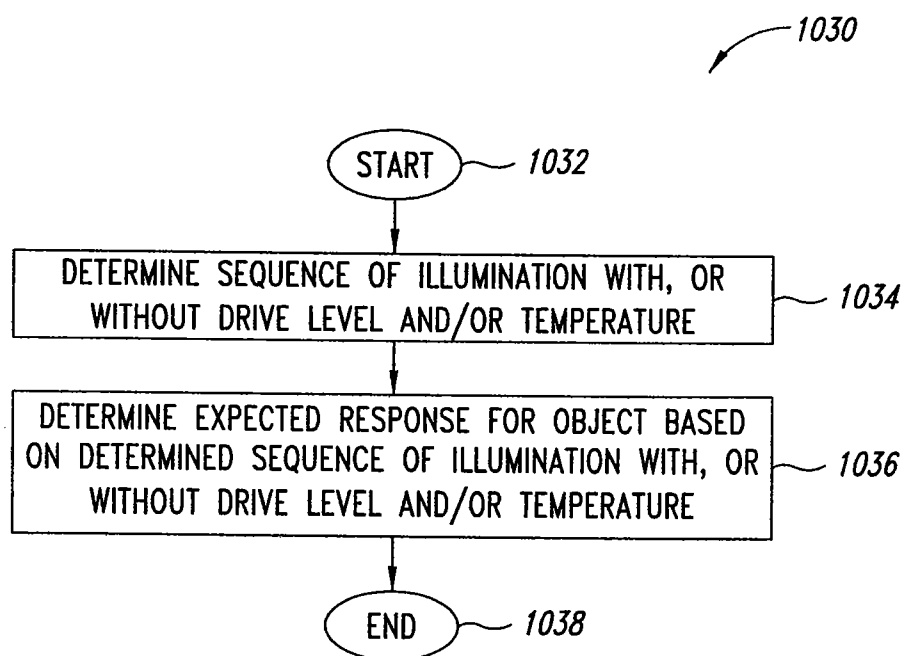 1030
START
1032
DETERMINE SEQUENCE OF ILLUMINATION WITH, OR
WITHOUT DRIVE LEVEL AND/OR TEMPERATURE
1034
DETERMINE EXPECTED RESPONSE FOR OBJECT BASED
ON DETERMINED SEQUENCE OF ILLUMINATION WITH, OR
WITHOUT DRIVE LEVEL AND/OR TEMPERATURE
1036
END
1038